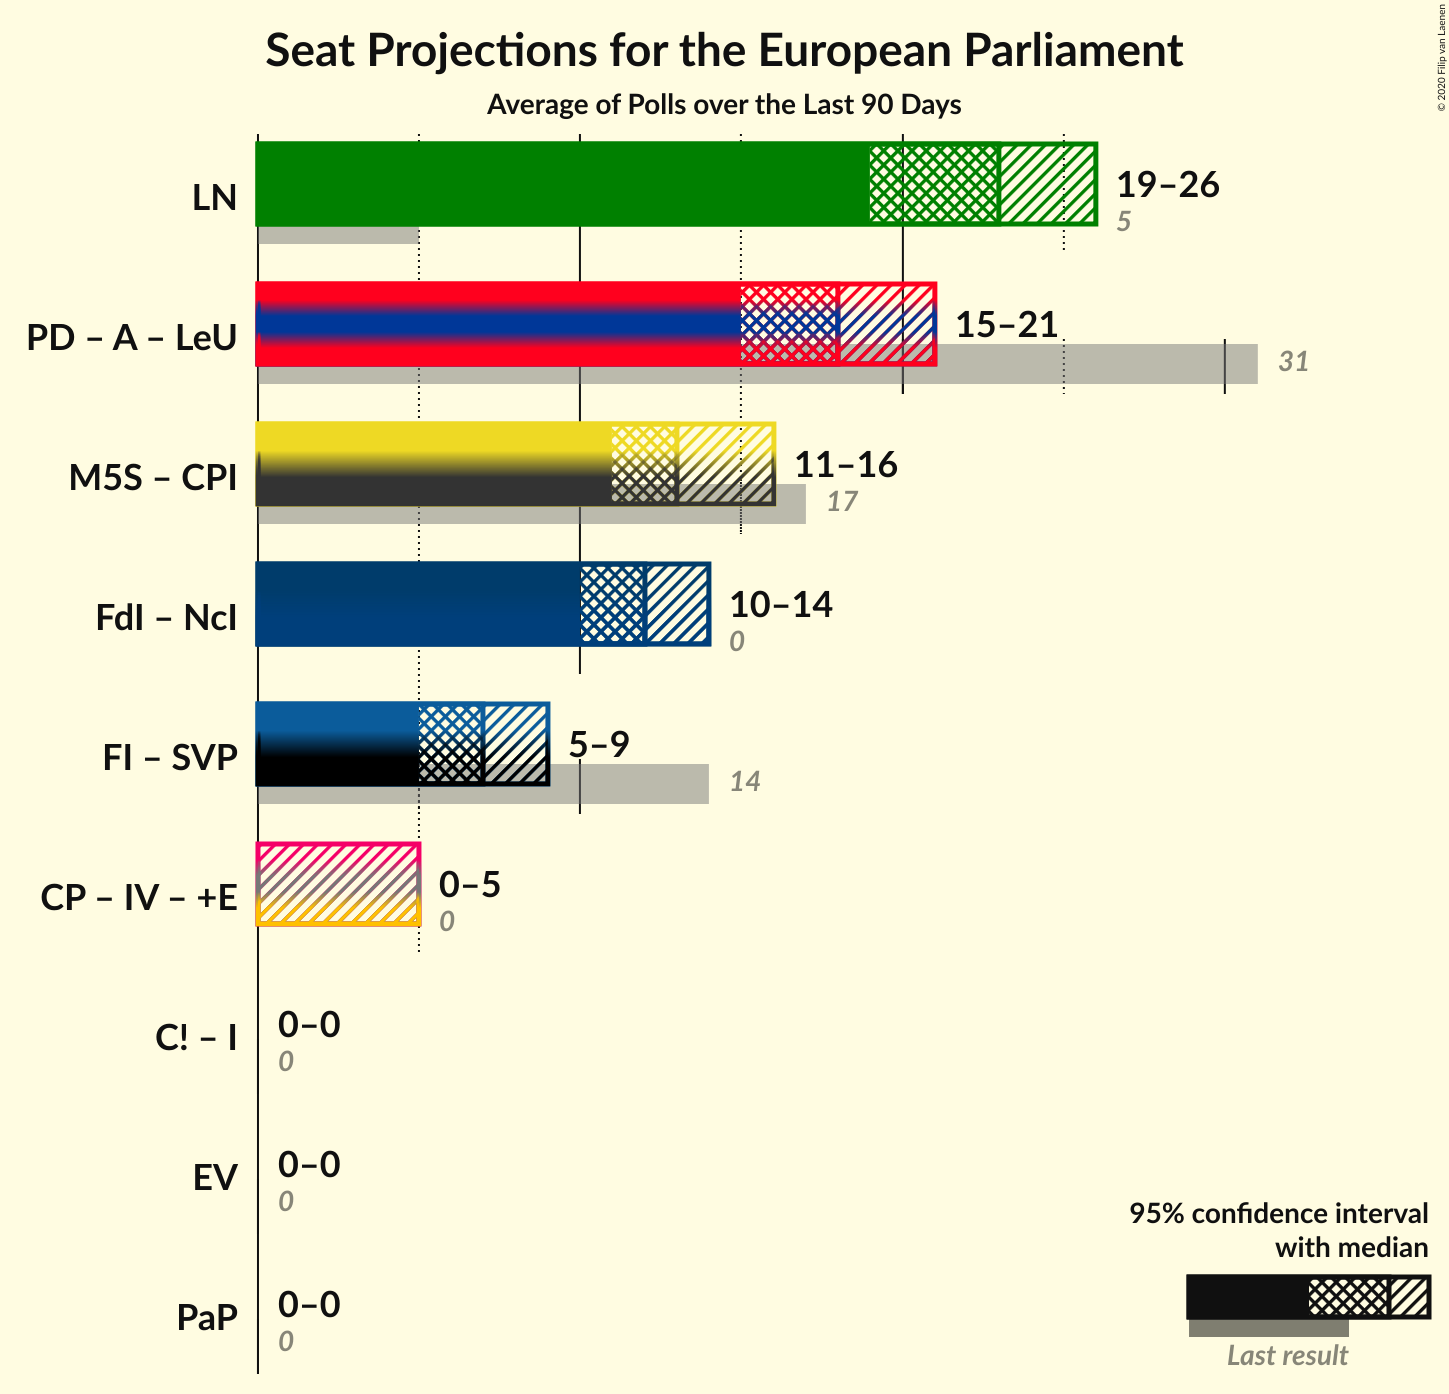 Seat Projections for the European Parliament
Average of Polls over the Last 90 Days
© 2020 Filip van Laenen
LN
19–26
5
PD – A – LeU
15–21
31
M5S – CPI
11–16
17
FdI – NcI
10–14
0
FI – SVP
5–9
14
CP – IV – +E
0–5
0
C! – I
0–0
0
EV
0–0
0
PaP
0–0
0
95% confidence interval
with median
Last result